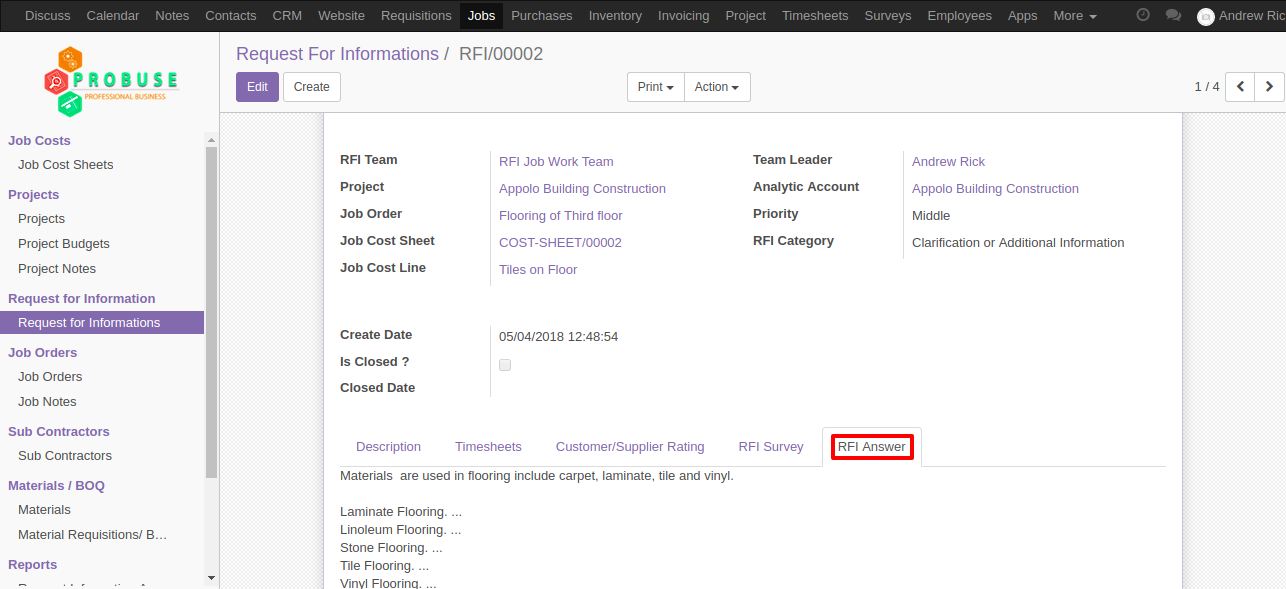 Discuss Calendar Notes Contacts CRM Website Requisitions Jobs Purchases Inventory Invoicing Project Timesheets Surveys Employees Apps More Andrew Ric
PROBUSE
PROFESSIONAL BUSINESS
Job Costs
Job Cost Sheets
Projects
Projects
Project Budgets
Project Notes
Request for Information
Request for Informations
Job Orders
Job Orders
Job Notes
Sub Contractors
Sub Contractors
Materials / BOQ
Materials
Material Requisitions/ B…
Reports
Request For Informations / RFI/00002
Edit Create Print Action 1 / 4
RFI Team RFI Job Work Team Team Leader Andrew Rick
Project Appolo Building Construction Analytic Account Appolo Building Construction
Job Order Flooring of Third floor Priority Middle
Job Cost Sheet COST-SHEET/00002 RFI Category Clarification or Additional Information
Job Cost Line Tiles on Floor
Create Date 05/04/2018 12:48:54
Is Closed ?
Closed Date
Description Timesheets Customer/Supplier Rating RFI Survey RFI Answer
Materials  are used in flooring include carpet, laminate, tile and vinyl.
Laminate Flooring. ...
Linoleum Flooring. ...
Stone Flooring. ...
Tile Flooring. ...
Vinyl Flooring. ...